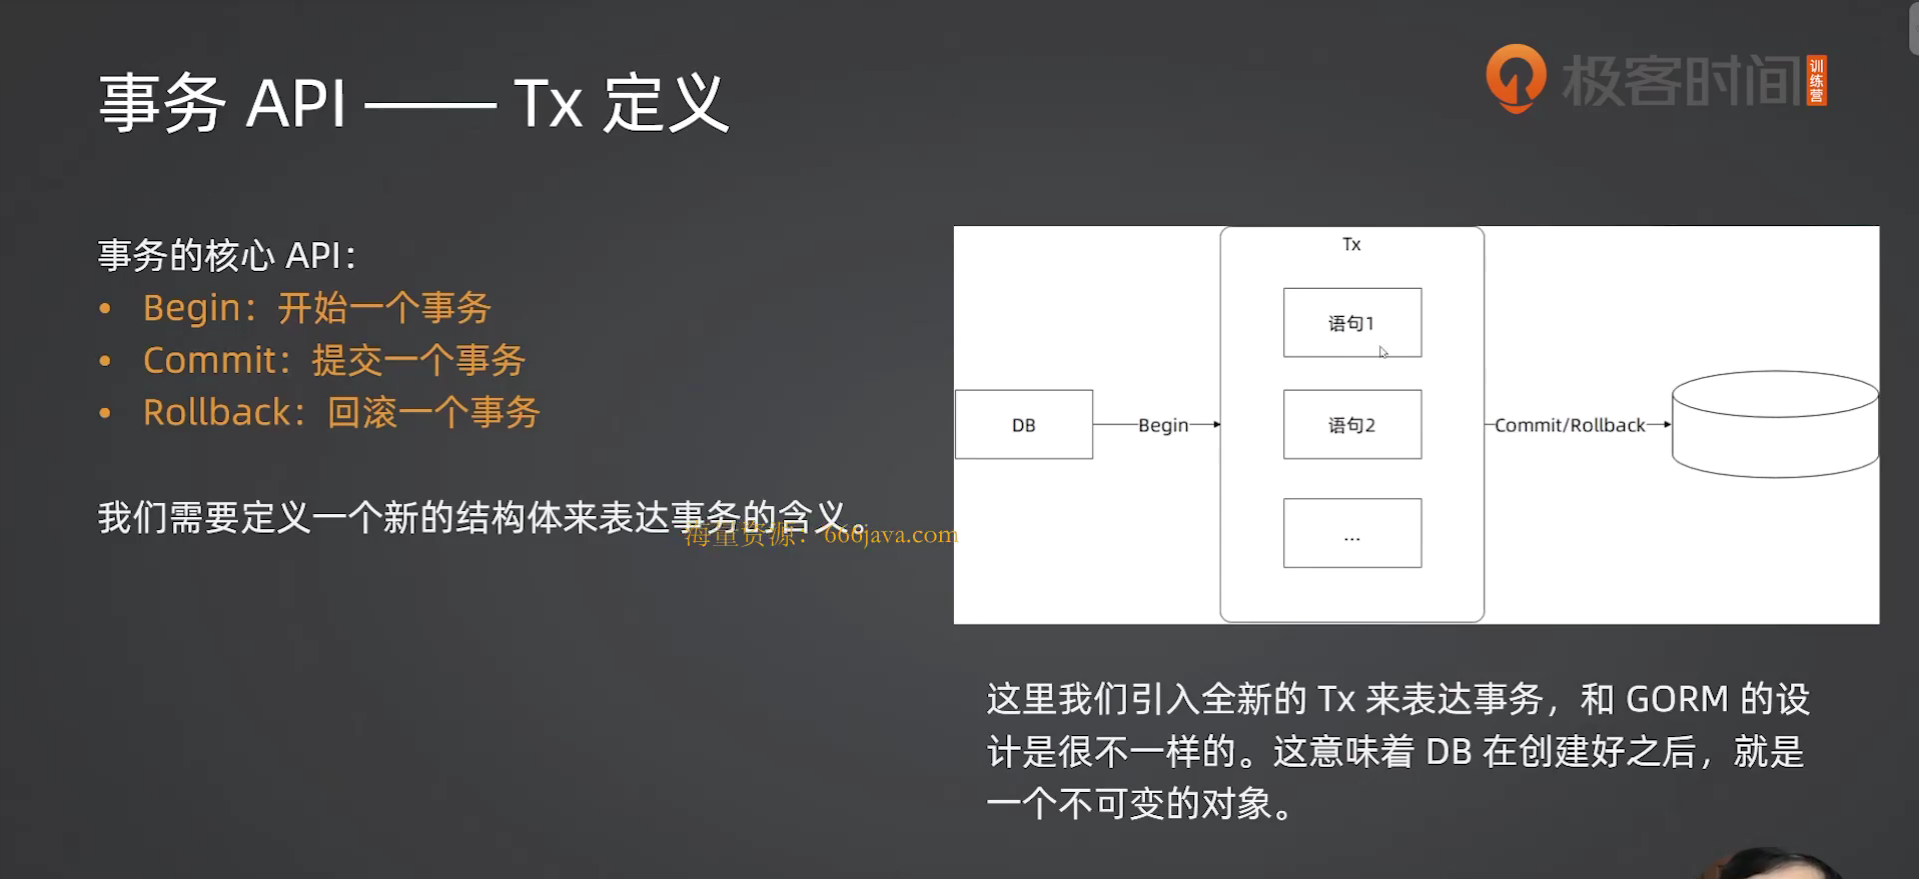 事务 API —— Tx 定义
极客时间
训练营
事务的核心 API：
• Begin：开始一个事务
• Commit：提交一个事务
• Rollback：回滚一个事务
我们需要定义一个新的结构体来表达事务的含义。
海量资源：666java.com
Tx
语句1
DB
Begin
语句2
Commit/Rollback
...
这里我们引入全新的 Tx 来表达事务，和 GORM 的设
计是很不一样的。这意味着 DB 在创建好之后，就是
一个不可变的对象。